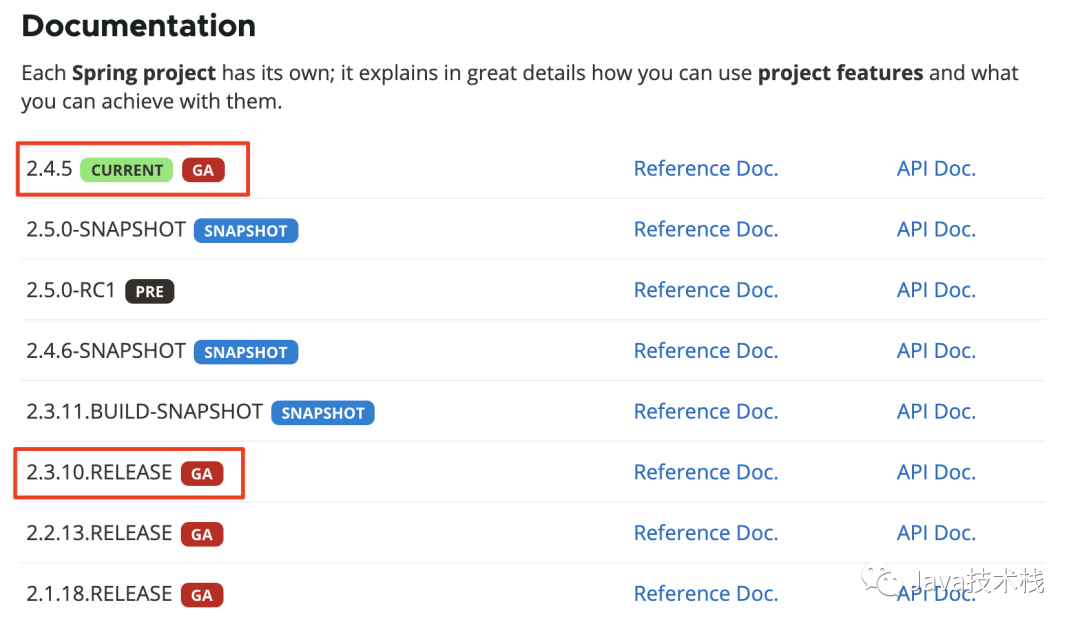 Documentation
Each Spring project has its own; it explains in great details how you can use project features and what
you can achieve with them.
2.4.5 CURRENT GA Reference Doc. API Doc.
2.5.0-SNAPSHOT SNAPSHOT Reference Doc. API Doc.
2.5.0-RC1 PRE Reference Doc. API Doc.
2.4.6-SNAPSHOT SNAPSHOT Reference Doc. API Doc.
2.3.11.BUILD-SNAPSHOT SNAPSHOT Reference Doc. API Doc.
2.3.10.RELEASE GA Reference Doc. API Doc.
2.2.13.RELEASE GA Reference Doc. API Doc.
2.1.18.RELEASE GA Reference Doc. API Doc.
Java技术栈